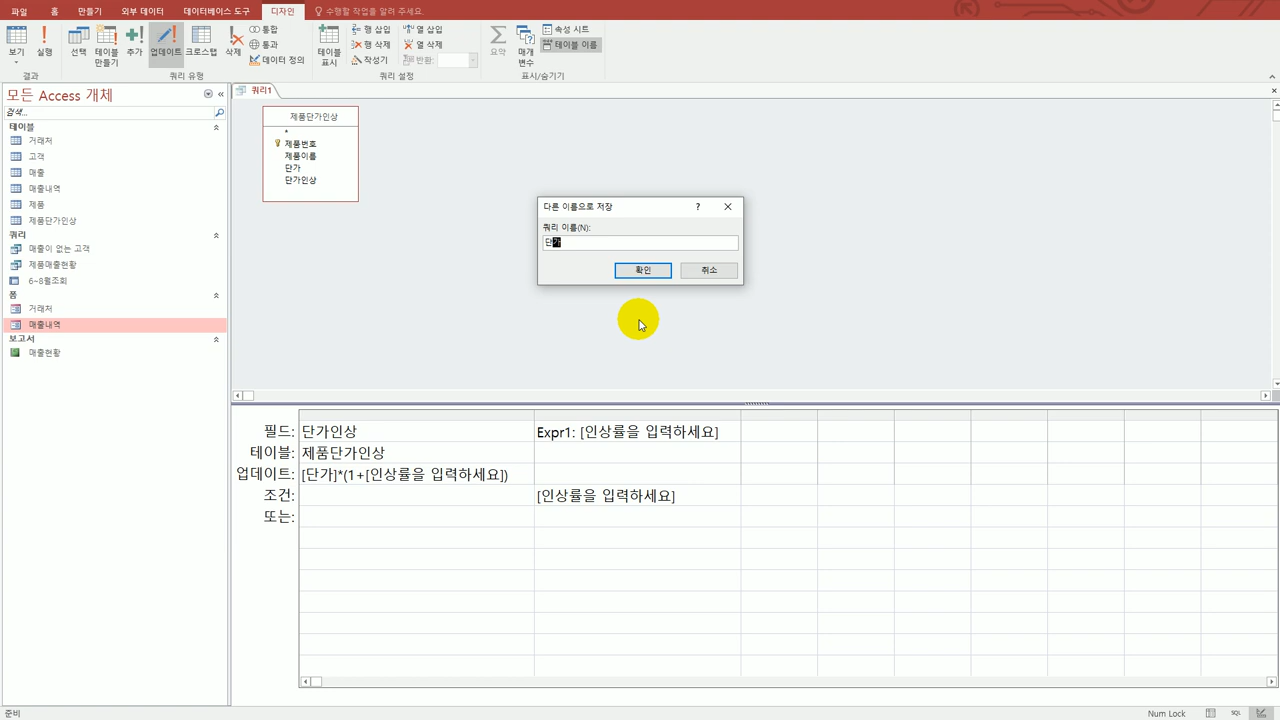 파일 홈 만들기 외부 데이터 데이터베이스 도구 디자인 수행할 작업을 알려 주세요.
보기 실행 선택 테이블 만들기 추가 업데이트 크로스탭 삭제 통합 통과 데이터 정의 테이블 표시 행 삽입 행 삭제 작성기 열 삽입 열 삭제 반환: 요약 매개 변수 속성 시트 테이블 이름
결과 쿼리 유형 쿼리 설정 표시/숨기기
모든 Access 개체
검색...
테이블
거래처
고객
매출
매출내역
제품
제품단가인상
쿼리
매출이 없는 고객
제품매출현황
6~8월조회
폼
거래처
매출내역
보고서
매출현황
쿼리1
제품단가인상
*
제품번호
제품이름
단가
단가인상
다른 이름으로 저장 ? ×
쿼리 이름(N):
단가
확인 취소
필드: 단가인상 Expr1: [인상률을 입력하세요]
테이블: 제품단가인상
업데이트: [단가]*(1+[인상률을 입력하세요])
조건: [인상률을 입력하세요]
또는:
준비 Num Lock SQL